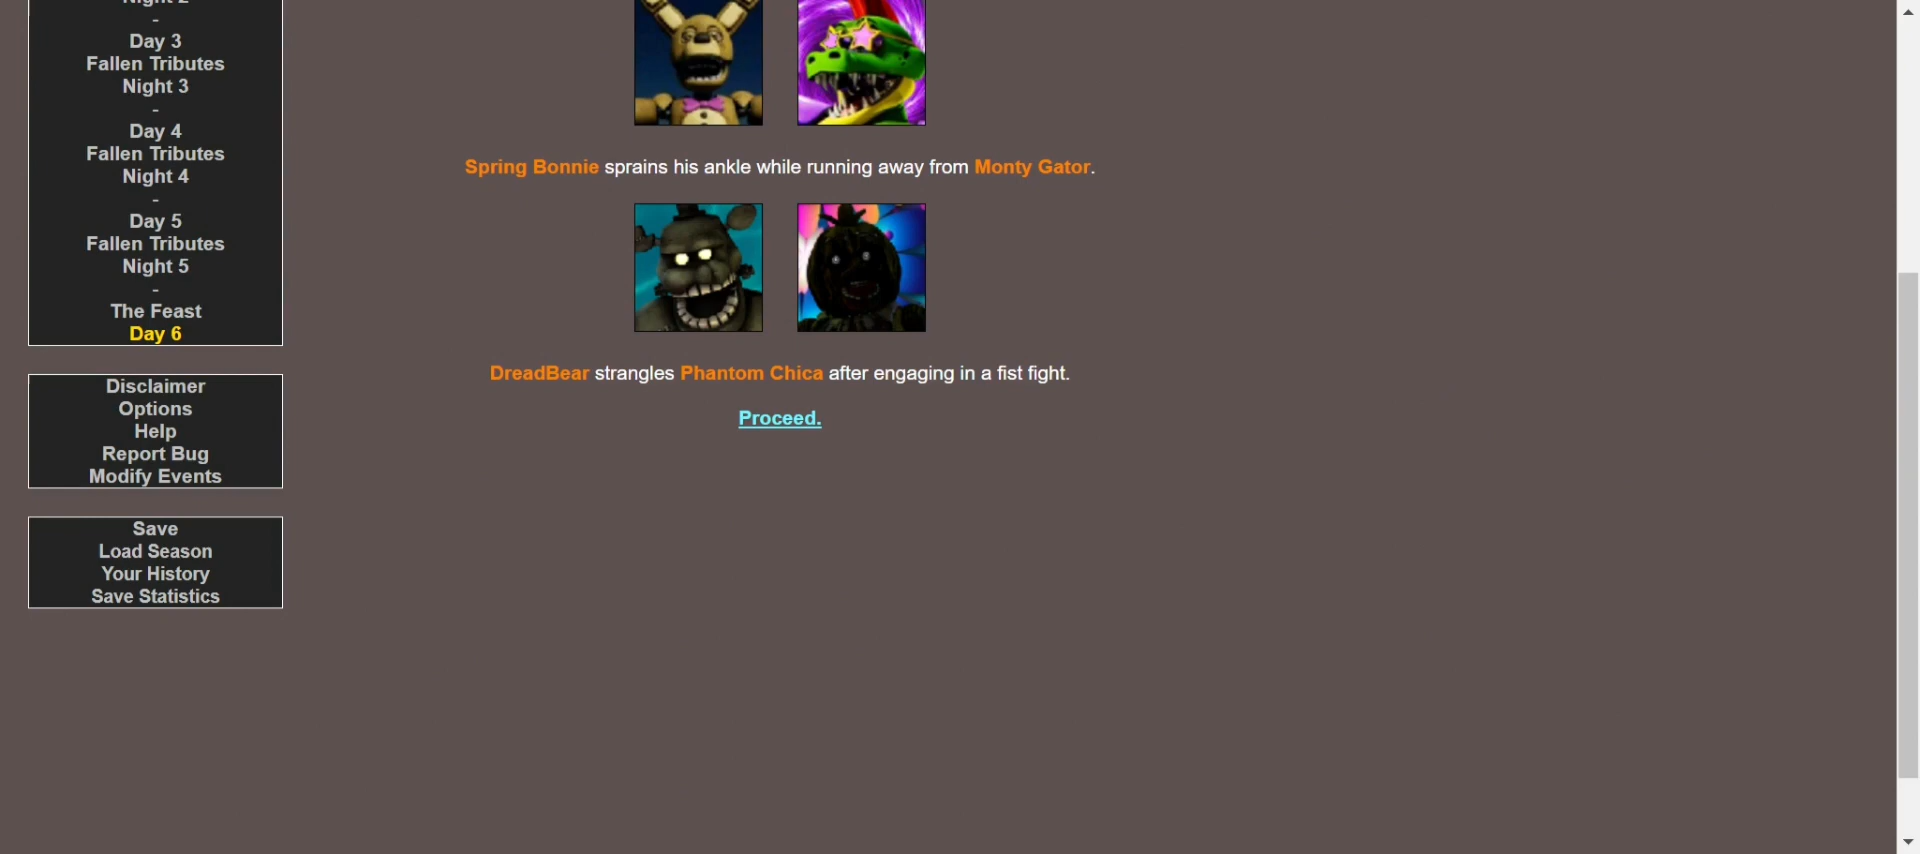 Night 2
-
Day 3
Fallen Tributes
Night 3
-
Day 4
Fallen Tributes
Night 4
-
Day 5
Fallen Tributes
Night 5
-
The Feast
Day 6
Disclaimer
Options
Help
Report Bug
Modify Events
Save
Load Season
Your History
Save Statistics
Spring Bonnie sprains his ankle while running away from Monty Gator.
DreadBear strangles Phantom Chica after engaging in a fist fight.
Proceed.